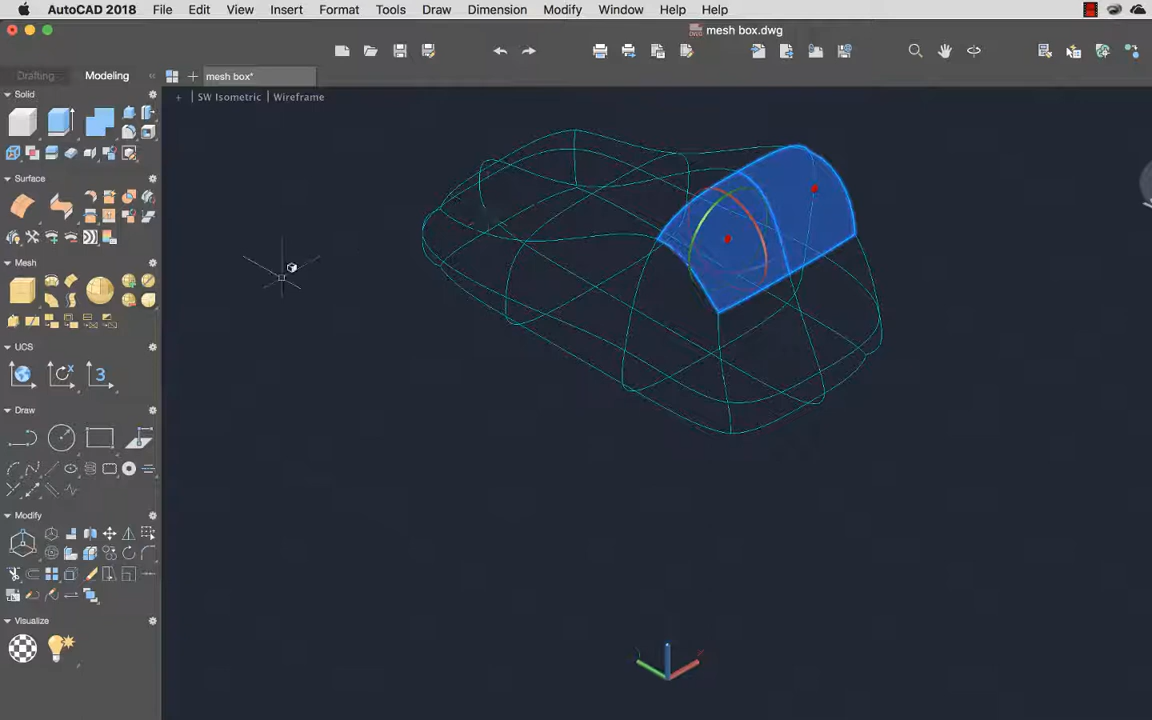 AutoCAD 2018 File Edit View Insert Format Tools Draw Dimension Modify Window Help Help
mesh box.dwg
Drafting Modeling mesh box*
Solid
SW Isometric Wireframe
Surface
Mesh
UCS
3
Draw
Modify
Visualize